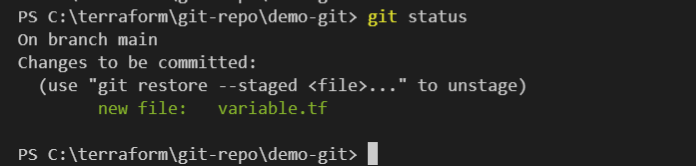 PS C:\terraform\git-repo\demo-git> git status
On branch main
Changes to be committed:
  (use "git restore --staged <file>..." to unstage)
        new file:   variable.tf

PS C:\terraform\git-repo\demo-git>